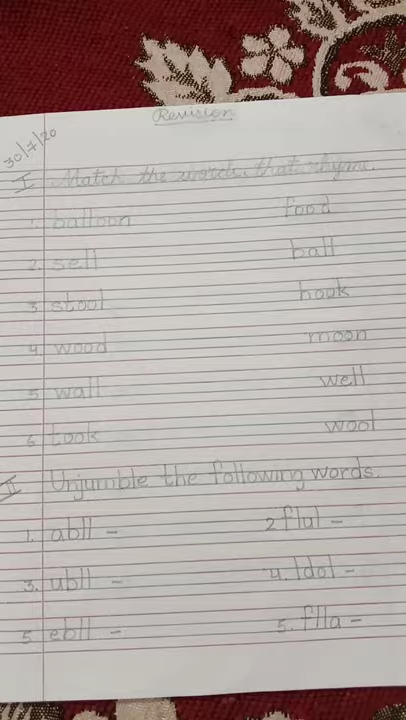 Revision
30/7/20
I Match the words that rhyme.
1. balloon food
2. sell ball
3. stool hook
4. wood moon
5. wall well
6. took wool
II Unjumble the following words.
1. abll - 2 flul -
3. ubll - 4. ldol -
5 ebll - 5. flla -